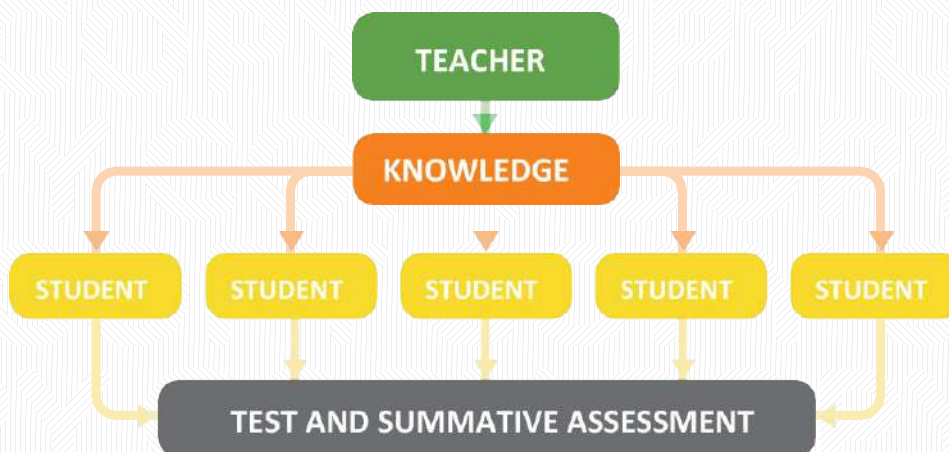 TEACHER
KNOWLEDGE
STUDENT
STUDENT
STUDENT
STUDENT
STUDENT
TEST AND SUMMATIVE ASSESSMENT